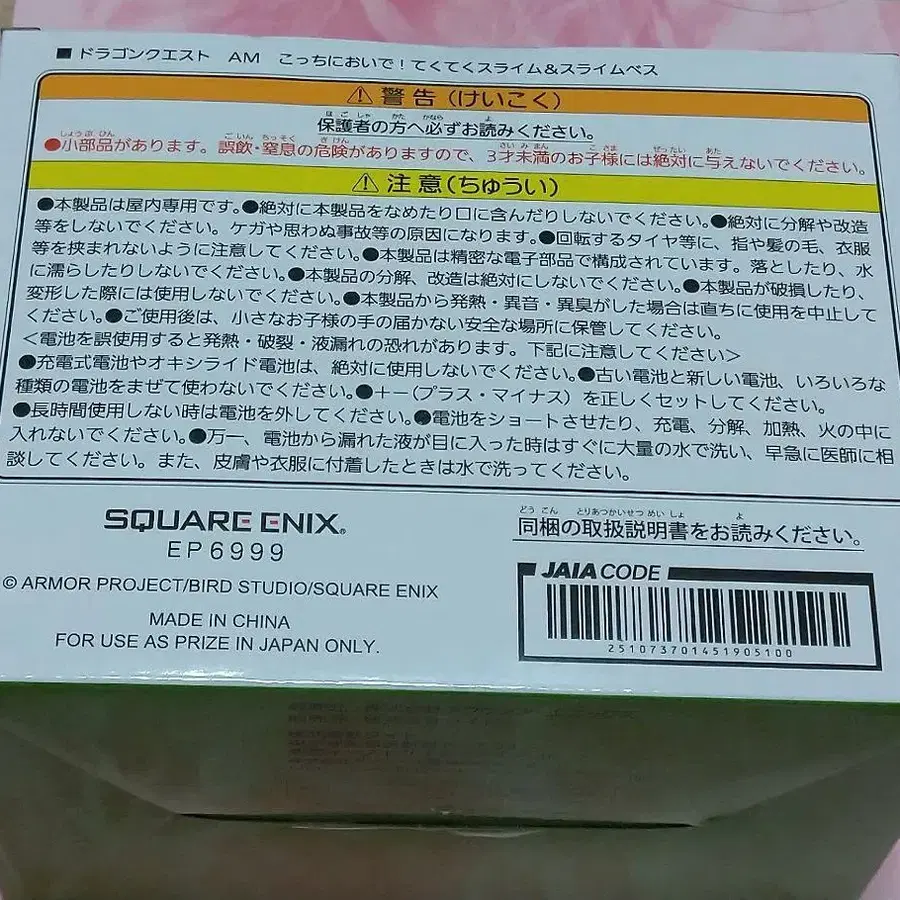 ■ ドラゴンクエスト AM こっちにおいで！てくてくスライム&スライムベス
⚠ 警告（けいこく）
保護者の方へ必ずお読みください。
●小部品があります。誤飲・窒息の危険がありますので、3才未満のお子様には絶対に与えないでください。
⚠ 注意（ちゅうい）
●本製品は屋内専用です。●絶対に本製品をなめたり口に含んだりしないでください。●絶対に分解や改造
等をしないでください。ケガや思わぬ事故等の原因になります。●回転するタイヤ等に、指や髪の毛、衣服
等を挟まれないように注意してください。●本製品は精密な電子部品で構成されています。落としたり、水
に濡らしたりしないでください。●本製品の分解、改造は絶対にしないでください。●本製品が破損したり、
変形した際には使用しないでください。●本製品から発熱・異音・異臭がした場合は直ちに使用を中止して
ください。●ご使用後は、小さなお子様の手の届かない安全な場所に保管してください。
＜電池を誤使用すると発熱・破裂・液漏れの恐れがあります。下記に注意してください＞
●充電式電池やオキシライド電池は、絶対に使用しないでください。●古い電池と新しい電池、いろいろな
種類の電池をまぜて使わないでください。●＋－（プラス・マイナス）を正しくセットしてください。
●長時間使用しない時は電池を外してください。●電池をショートさせたり、充電、分解、加熱、火の中に
入れないでください。●万一、電池から漏れた液が目に入った時はすぐに大量の水で洗い、早急に医師に相
談してください。また、皮膚や衣服に付着したときは水で洗ってください。
SQUARE ENIX.
EP6999
© ARMOR PROJECT/BIRD STUDIO/SQUARE ENIX
MADE IN CHINA
FOR USE AS PRIZE IN JAPAN ONLY.
同梱の取扱説明書をお読みください。
JAIA CODE
251073701451905100